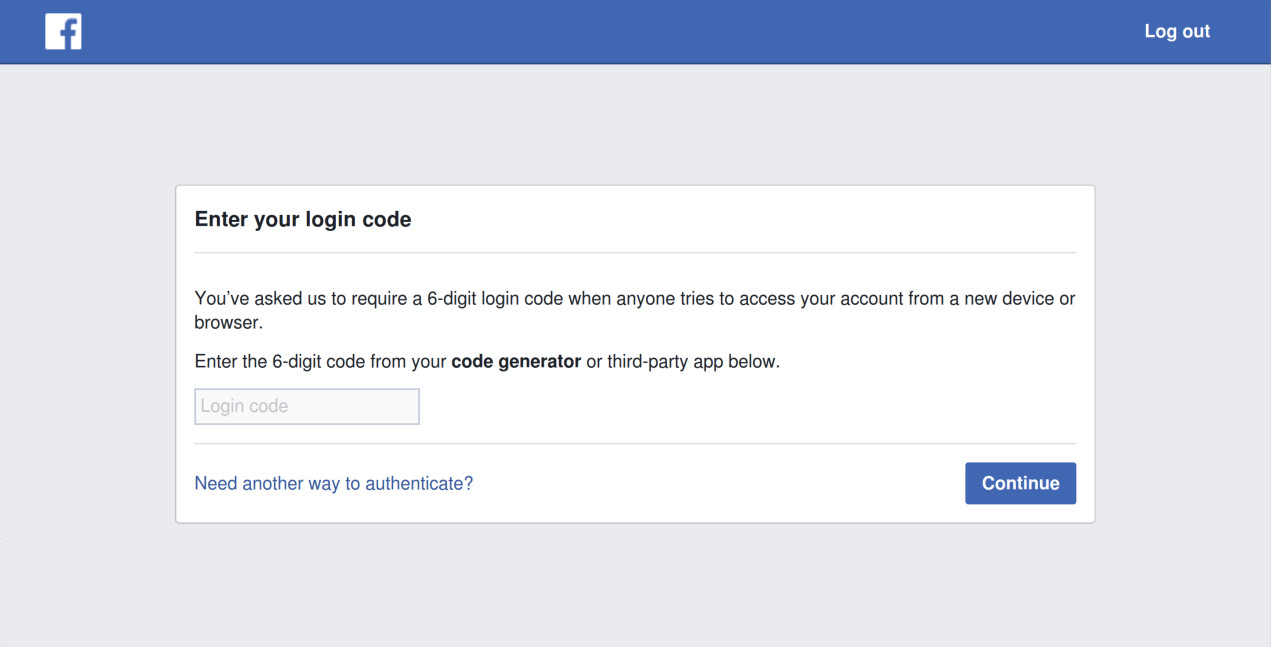 Log out
Enter your login code
You’ve asked us to require a 6-digit login code when anyone tries to access your account from a new device or
browser.
Enter the 6-digit code from your code generator or third-party app below.
Login code
Need another way to authenticate?
Continue